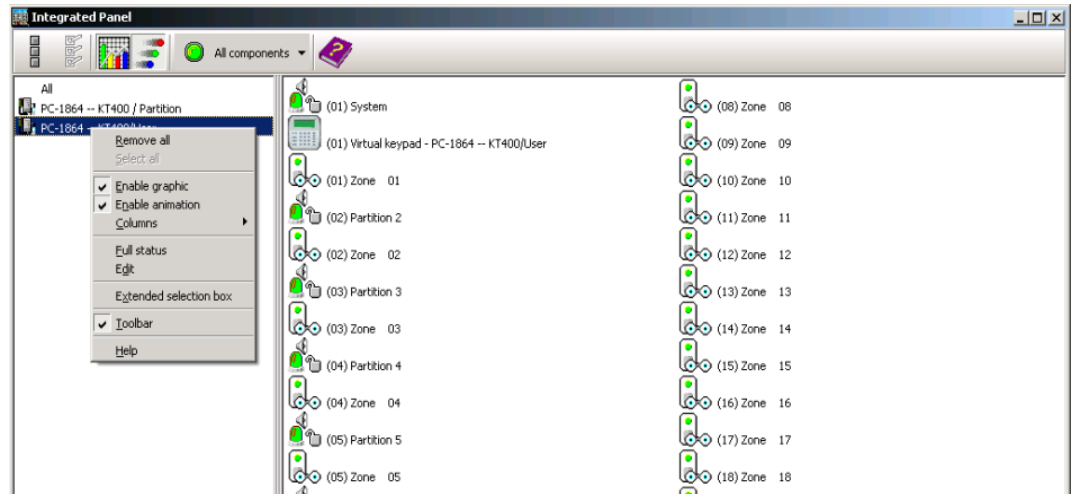 Integrated Panel
All components
All
PC-1864 -- KT400 / Partition
PC-1864 -- KT400/User
Remove all
Select all
Enable graphic
Enable animation
Columns
Full status
Edit
Extended selection box
Toolbar
Help
(01) System
(01) Virtual keypad - PC-1864 -- KT400/User
(01) Zone 01
(02) Partition 2
(02) Zone 02
(03) Partition 3
(03) Zone 03
(04) Partition 4
(04) Zone 04
(05) Partition 5
(05) Zone 05
(08) Zone 08
(09) Zone 09
(10) Zone 10
(11) Zone 11
(12) Zone 12
(13) Zone 13
(14) Zone 14
(15) Zone 15
(16) Zone 16
(17) Zone 17
(18) Zone 18